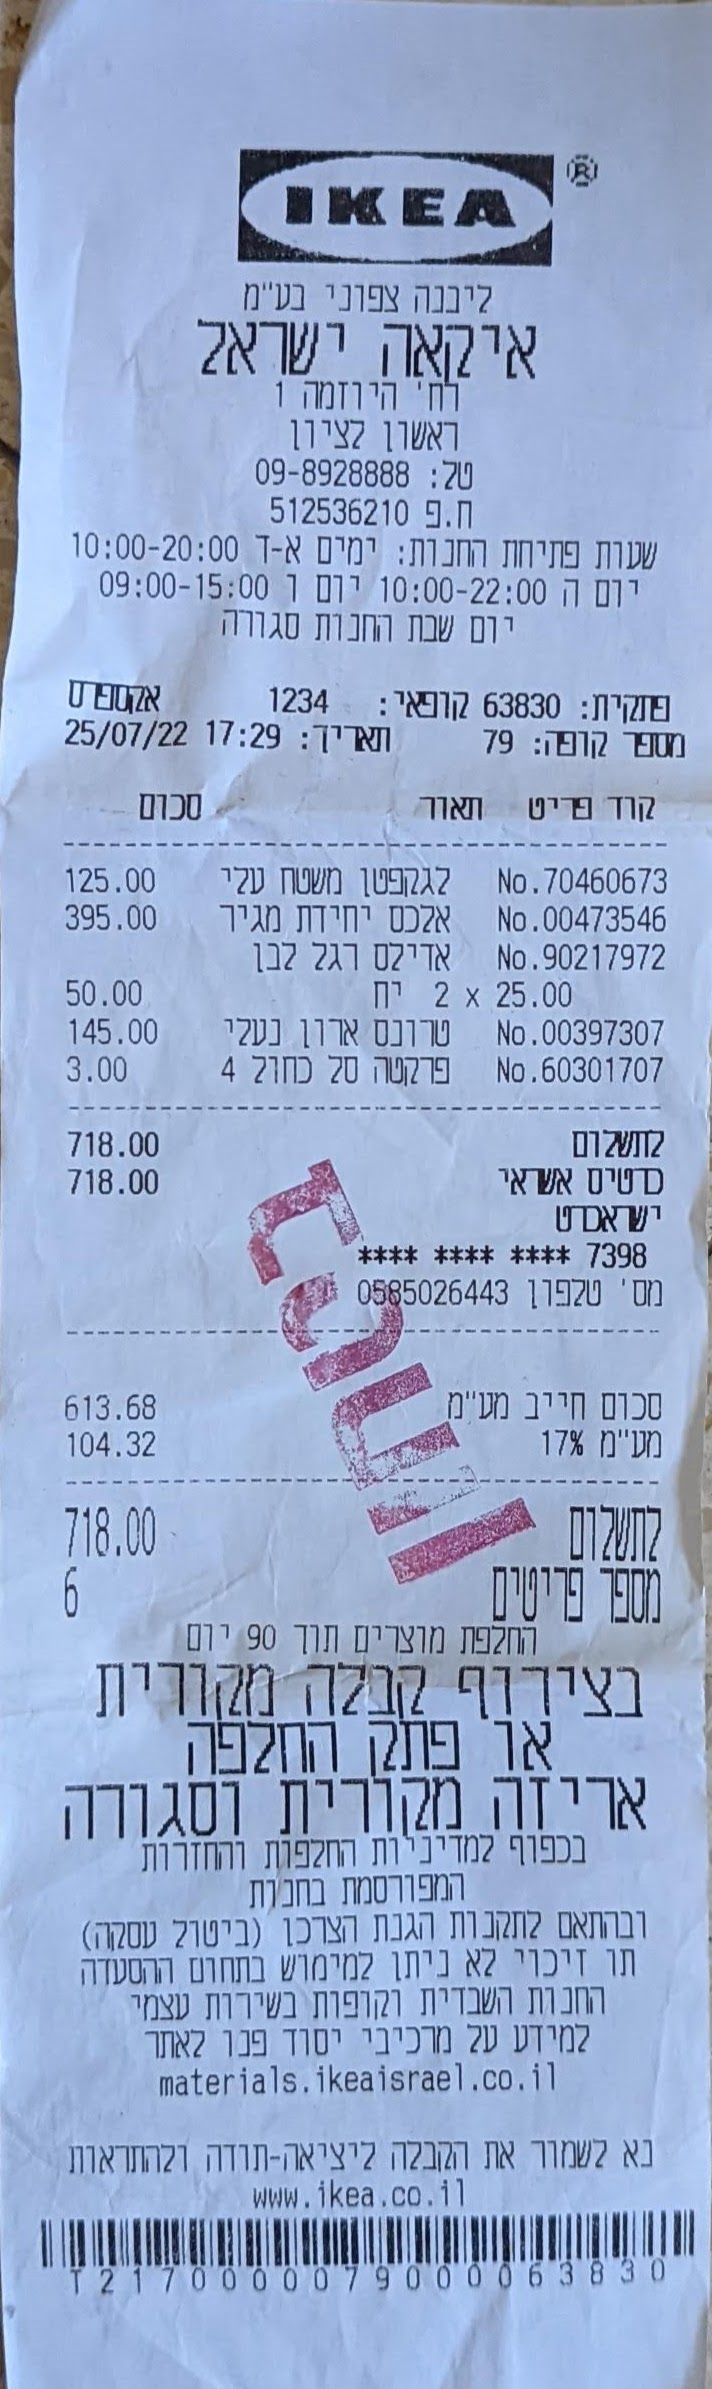 IKEA ®
ליבנה צפוני בע"מ
איקאה ישראל
רח' היוזמה 1
ראשון לציון
טל: 09-8928888
ח.פ 512536210
שעות פתיחת החנות: ימים א-ד 10:00-20:00
יום ה 10:00-22:00 יום ו 09:00-15:00
יום שבת החנות סגורה
פתקית: 63830 קופאי: 1234 אקספרס
מספר קופה: 79 תאריך: 25/07/22 17:29
קוד פריט תאור סכום
No.70460673 לגקפטן משטח עלי 125.00
No.00473546 אלכס יחידת מגיר 395.00
No.90217972 אדילס רגל לבן
25.00 x 2 יח 50.00
No.00397307 טרונס ארון נעלי 145.00
No.60301707 פרקטה סל כחול 4 3.00
לתשלום 718.00
כרטיס אשראי 718.00
ישראכרט
**** **** **** 7398
מס' טלפון 0585026443
סכום חייב מע"מ 613.68
מע"מ 17% 104.32
לתשלום 718.00
מספר פריטים 6
החלפת מוצרים תוך 90 יום
בצירוף קבלה מקורית
או פתק החלפה
אריזה מקורית וסגורה
בכפוף למדיניות החלפות והחזרות
המפורסמת בחנות
ובהתאם לתקנות הגנת הצרכן (ביטול עסקה)
תו זיכוי לא ניתן למימוש בתחום ההסעדה
החנות השבדית וקופות בשירות עצמי
למידע על מרכיבי יסוד פנו לאתר
materials.ikeaisrael.co.il
נא לשמור את הקבלה ליציאה-תודה ולהתראות
www.ikea.co.il
T2170000079000063830